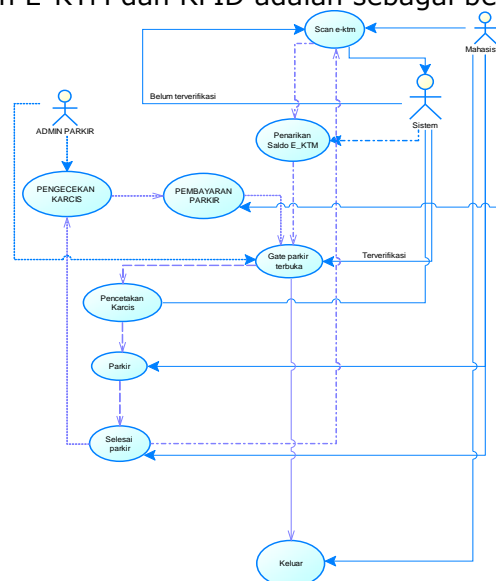 E-KTM dan RFID adalah sebagai be
Scan e-ktm
Mahasis
Belum terverifikasi
ADMIN PARKIR
Sistem
Penarikan
Saldo E_KTM
PENGECEKAN
KARCIS
PEMBAYARAN
PARKIR
Gate parkir
terbuka
Terverifikasi
Pencetakan
Karcis
Parkir
Selesai
parkir
Keluar